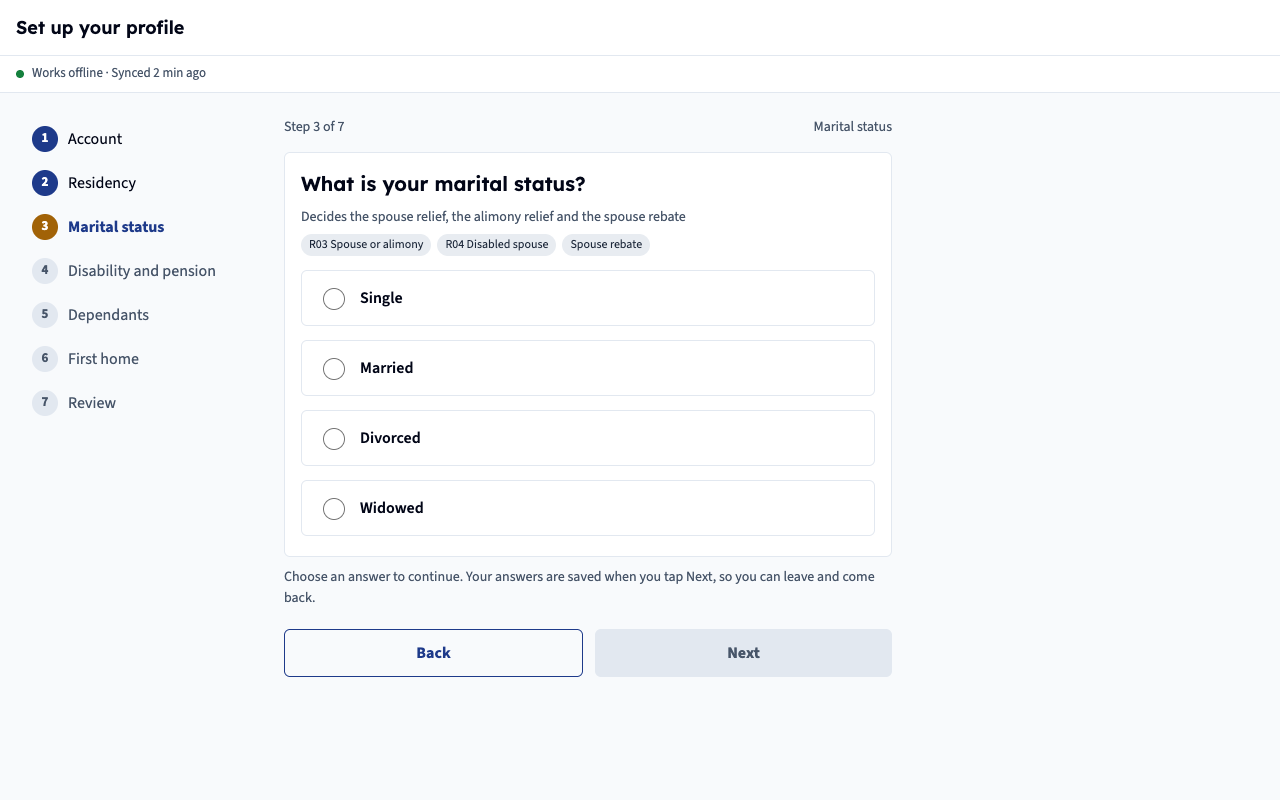 Set up your profile
Works offline · Synced 2 min ago
1 Account
2 Residency
3 Marital status
4 Disability and pension
5 Dependants
6 First home
7 Review
Step 3 of 7
Marital status
What is your marital status?
Decides the spouse relief, the alimony relief and the spouse rebate
R03 Spouse or alimony
R04 Disabled spouse
Spouse rebate
Single
Married
Divorced
Widowed
Choose an answer to continue. Your answers are saved when you tap Next, so you can leave and come
back.
Back
Next